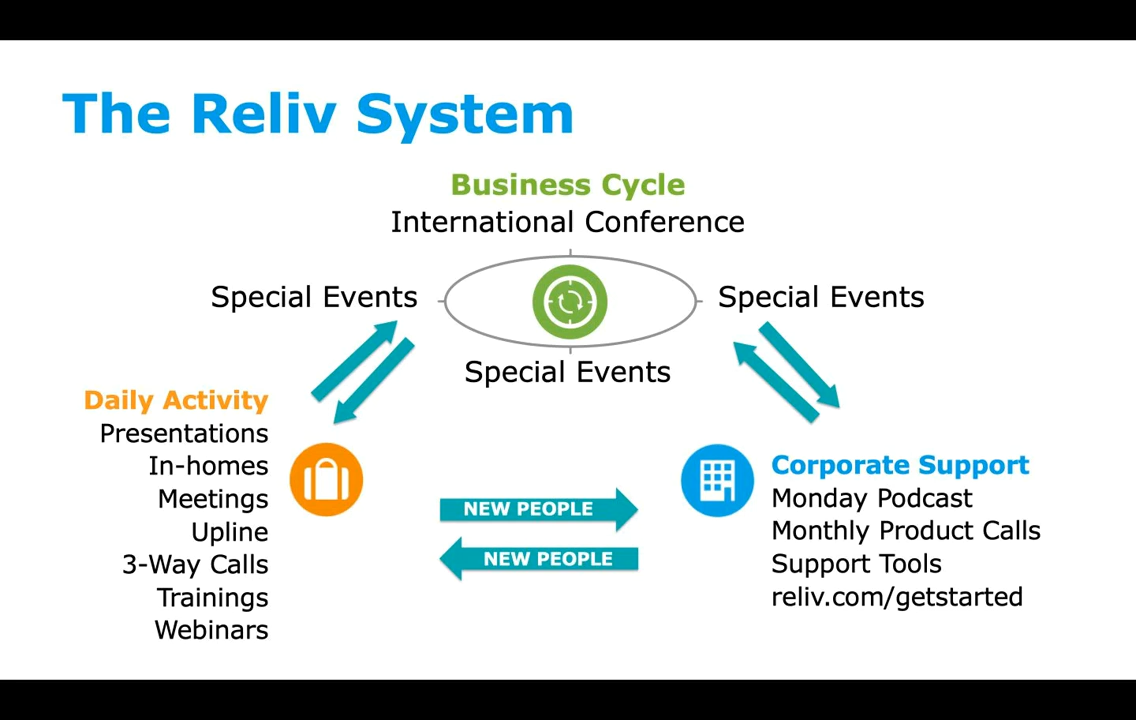 The Reliv System
Business Cycle
International Conference
Special Events
Special Events
Special Events
Daily Activity
Presentations
In-homes
Meetings
Upline
3-Way Calls
Trainings
Webinars
NEW PEOPLE
NEW PEOPLE
Corporate Support
Monday Podcast
Monthly Product Calls
Support Tools
reliv.com/getstarted